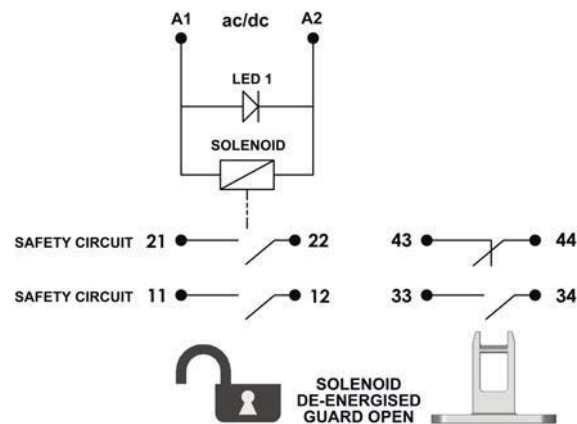 A1 ac/dc A2
LED 1
SOLENOID
SAFETY CIRCUIT 21 22 43 44
SAFETY CIRCUIT 11 12 33 34
SOLENOID
DE-ENERGISED
GUARD OPEN